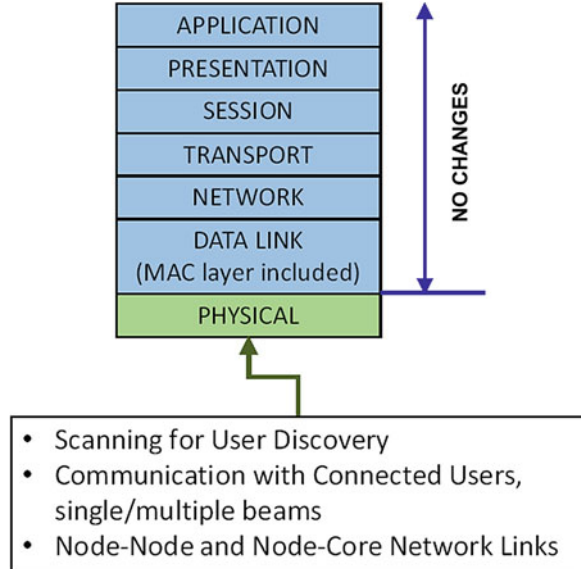 APPLICATION
PRESENTATION
SESSION
TRANSPORT
NETWORK
DATA LINK
(MAC layer included)
PHYSICAL
NO CHANGES
• Scanning for User Discovery
• Communication with Connected Users,
single/multiple beams
• Node-Node and Node-Core Network Links